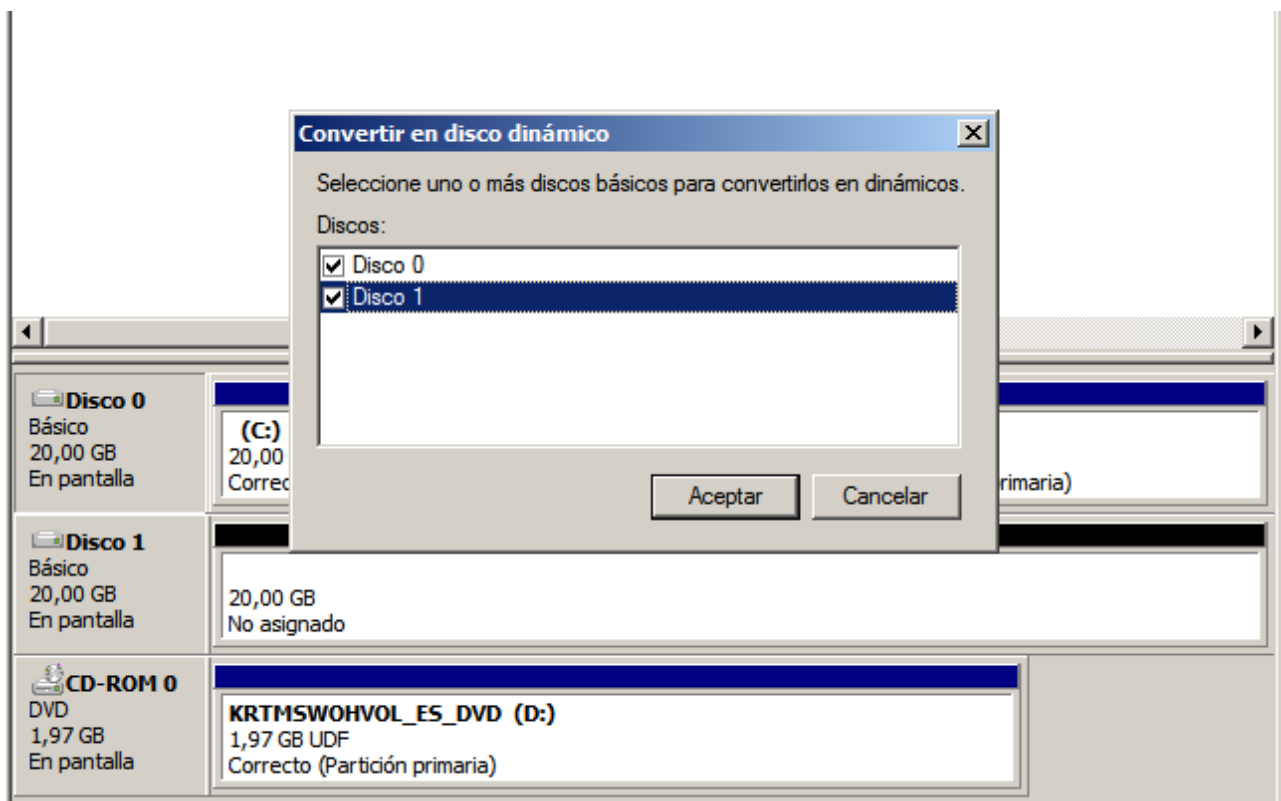 Convertir en disco dinámico
Seleccione uno o más discos básicos para convertirlos en dinámicos.
Discos:
Disco 0
Disco 1
Aceptar
Cancelar
Disco 0
Básico
20,00 GB
En pantalla
(C:)
20,00
Correc
rimaria)
Disco 1
Básico
20,00 GB
En pantalla
20,00 GB
No asignado
CD-ROM 0
DVD
1,97 GB
En pantalla
KRTMSWOHVOL_ES_DVD (D:)
1,97 GB UDF
Correcto (Partición primaria)